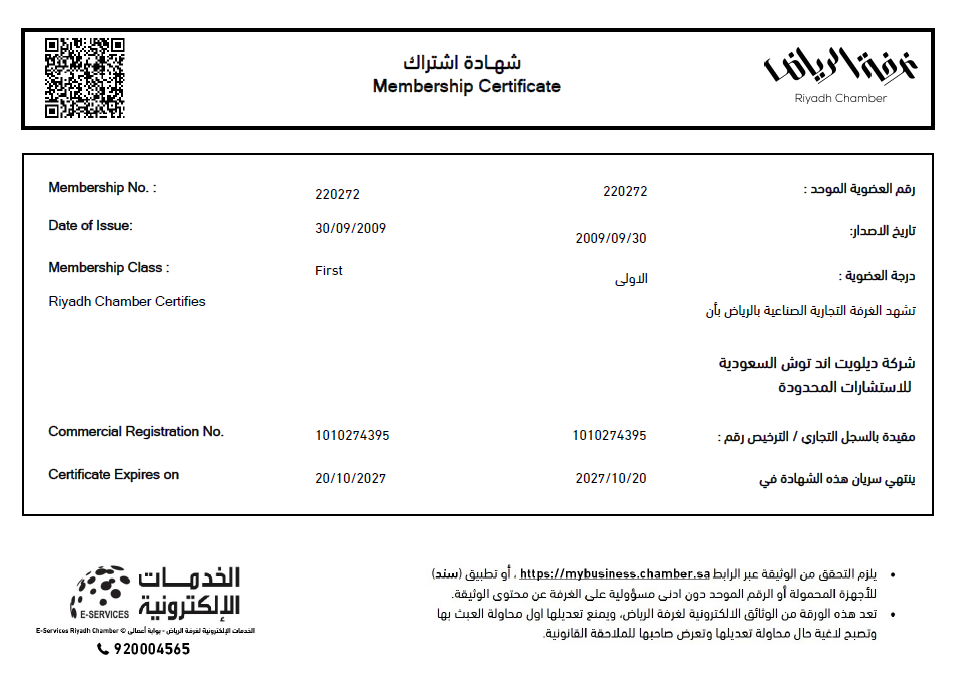 شهادة اشتراك
Membership Certificate
غرفة الرياض
Riyadh Chamber
Membership No. :
220272
220272
رقم العضوية الموحد :
Date of Issue:
30/09/2009
2009/09/30
تاريخ الاصدار:
Membership Class :
First
الاولى
درجة العضوية :
Riyadh Chamber Certifies
تشهد الغرفة التجارية الصناعية بالرياض بأن
شركة ديلويت اند توش السعودية
للاستشارات المحدودة
Commercial Registration No.
1010274395
1010274395
مقيدة بالسجل التجاري / الترخيص رقم :
Certificate Expires on
20/10/2027
2027/10/20
ينتهي سريان هذه الشهادة في
• يلزم التحقق من الوثيقة عبر الرابط https://mybusiness.chamber.sa ، أو تطبيق (سند)
للأجهزة المحمولة أو الرقم الموحد دون ادنى مسؤولية على الغرفة عن محتوى الوثيقة.
• تعد هذه الورقة من الوثائق الالكترونية لغرفة الرياض، ويمنع تعديلها اول محاولة العبث بها
وتصبح لاغية حال محاولة تعديلها وتعرض صاحبها للملاحقة القانونية.
الخدمات
الإلكترونية
E-SERVICES
الخدمات الإلكترونية لغرفة الرياض - بوابة أعمالي © E-Services Riyadh Chamber
920004565